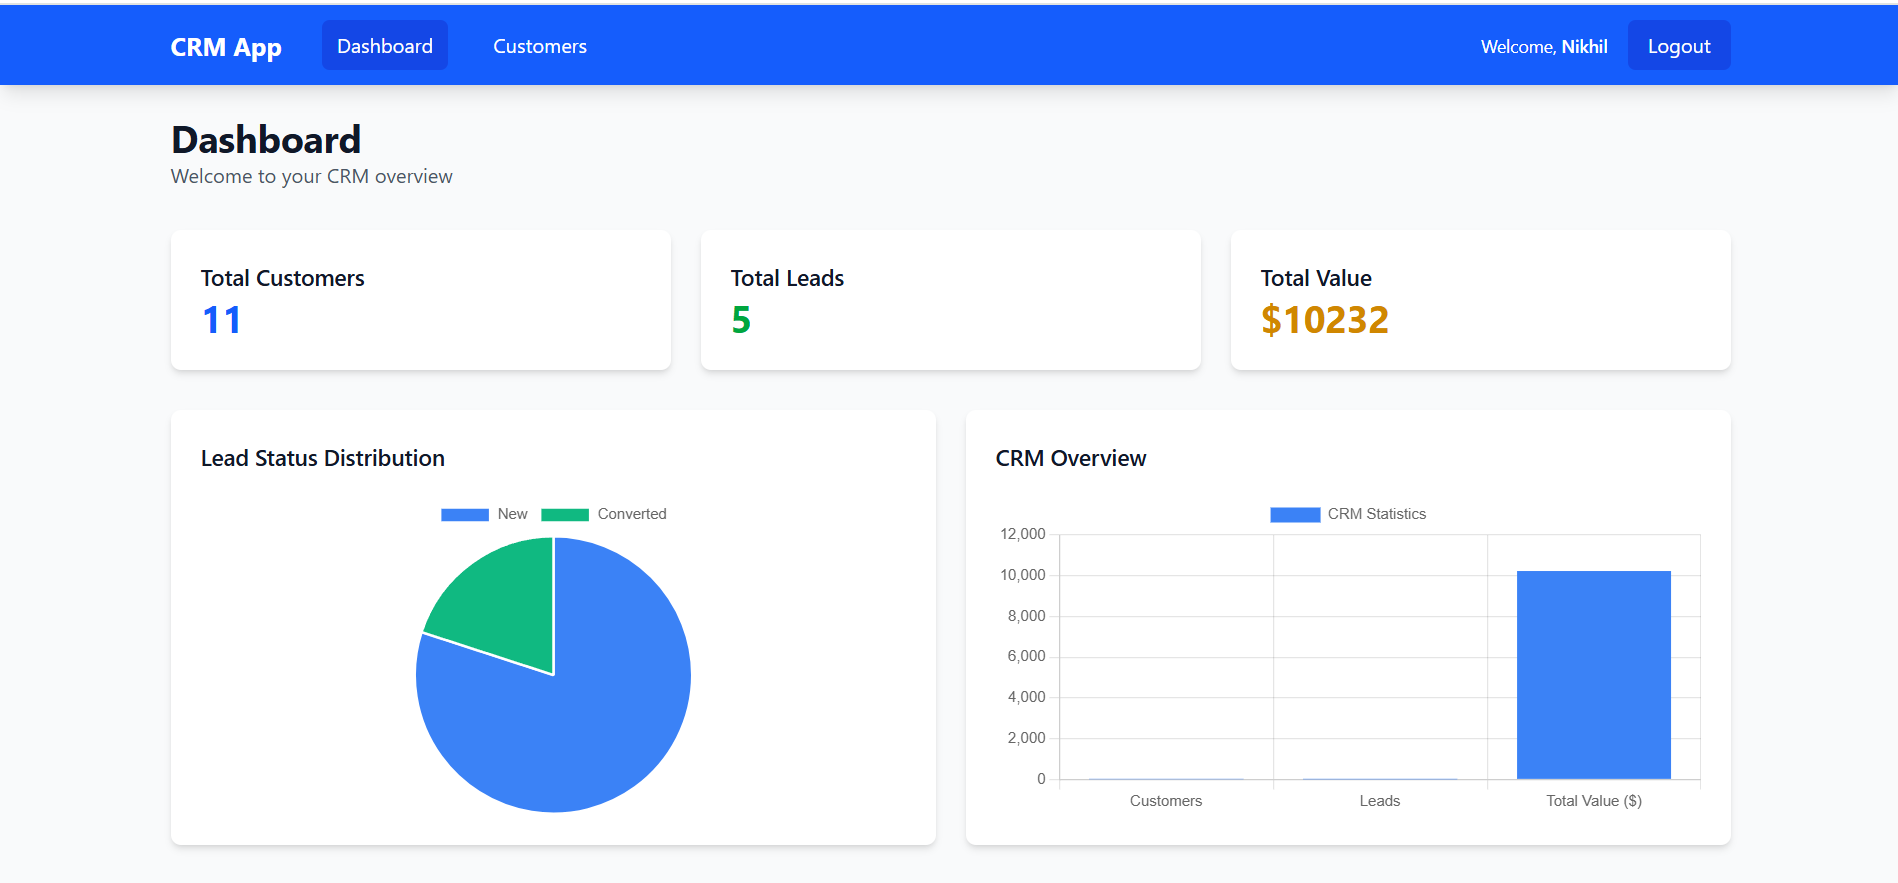 CRM App Dashboard Customers Welcome, Nikhil Logout
Dashboard
Welcome to your CRM overview
Total Customers
11
Total Leads
5
Total Value
$10232
Lead Status Distribution
New Converted
CRM Overview
CRM Statistics
12,000
10,000
8,000
6,000
4,000
2,000
0
Customers Leads Total Value ($)